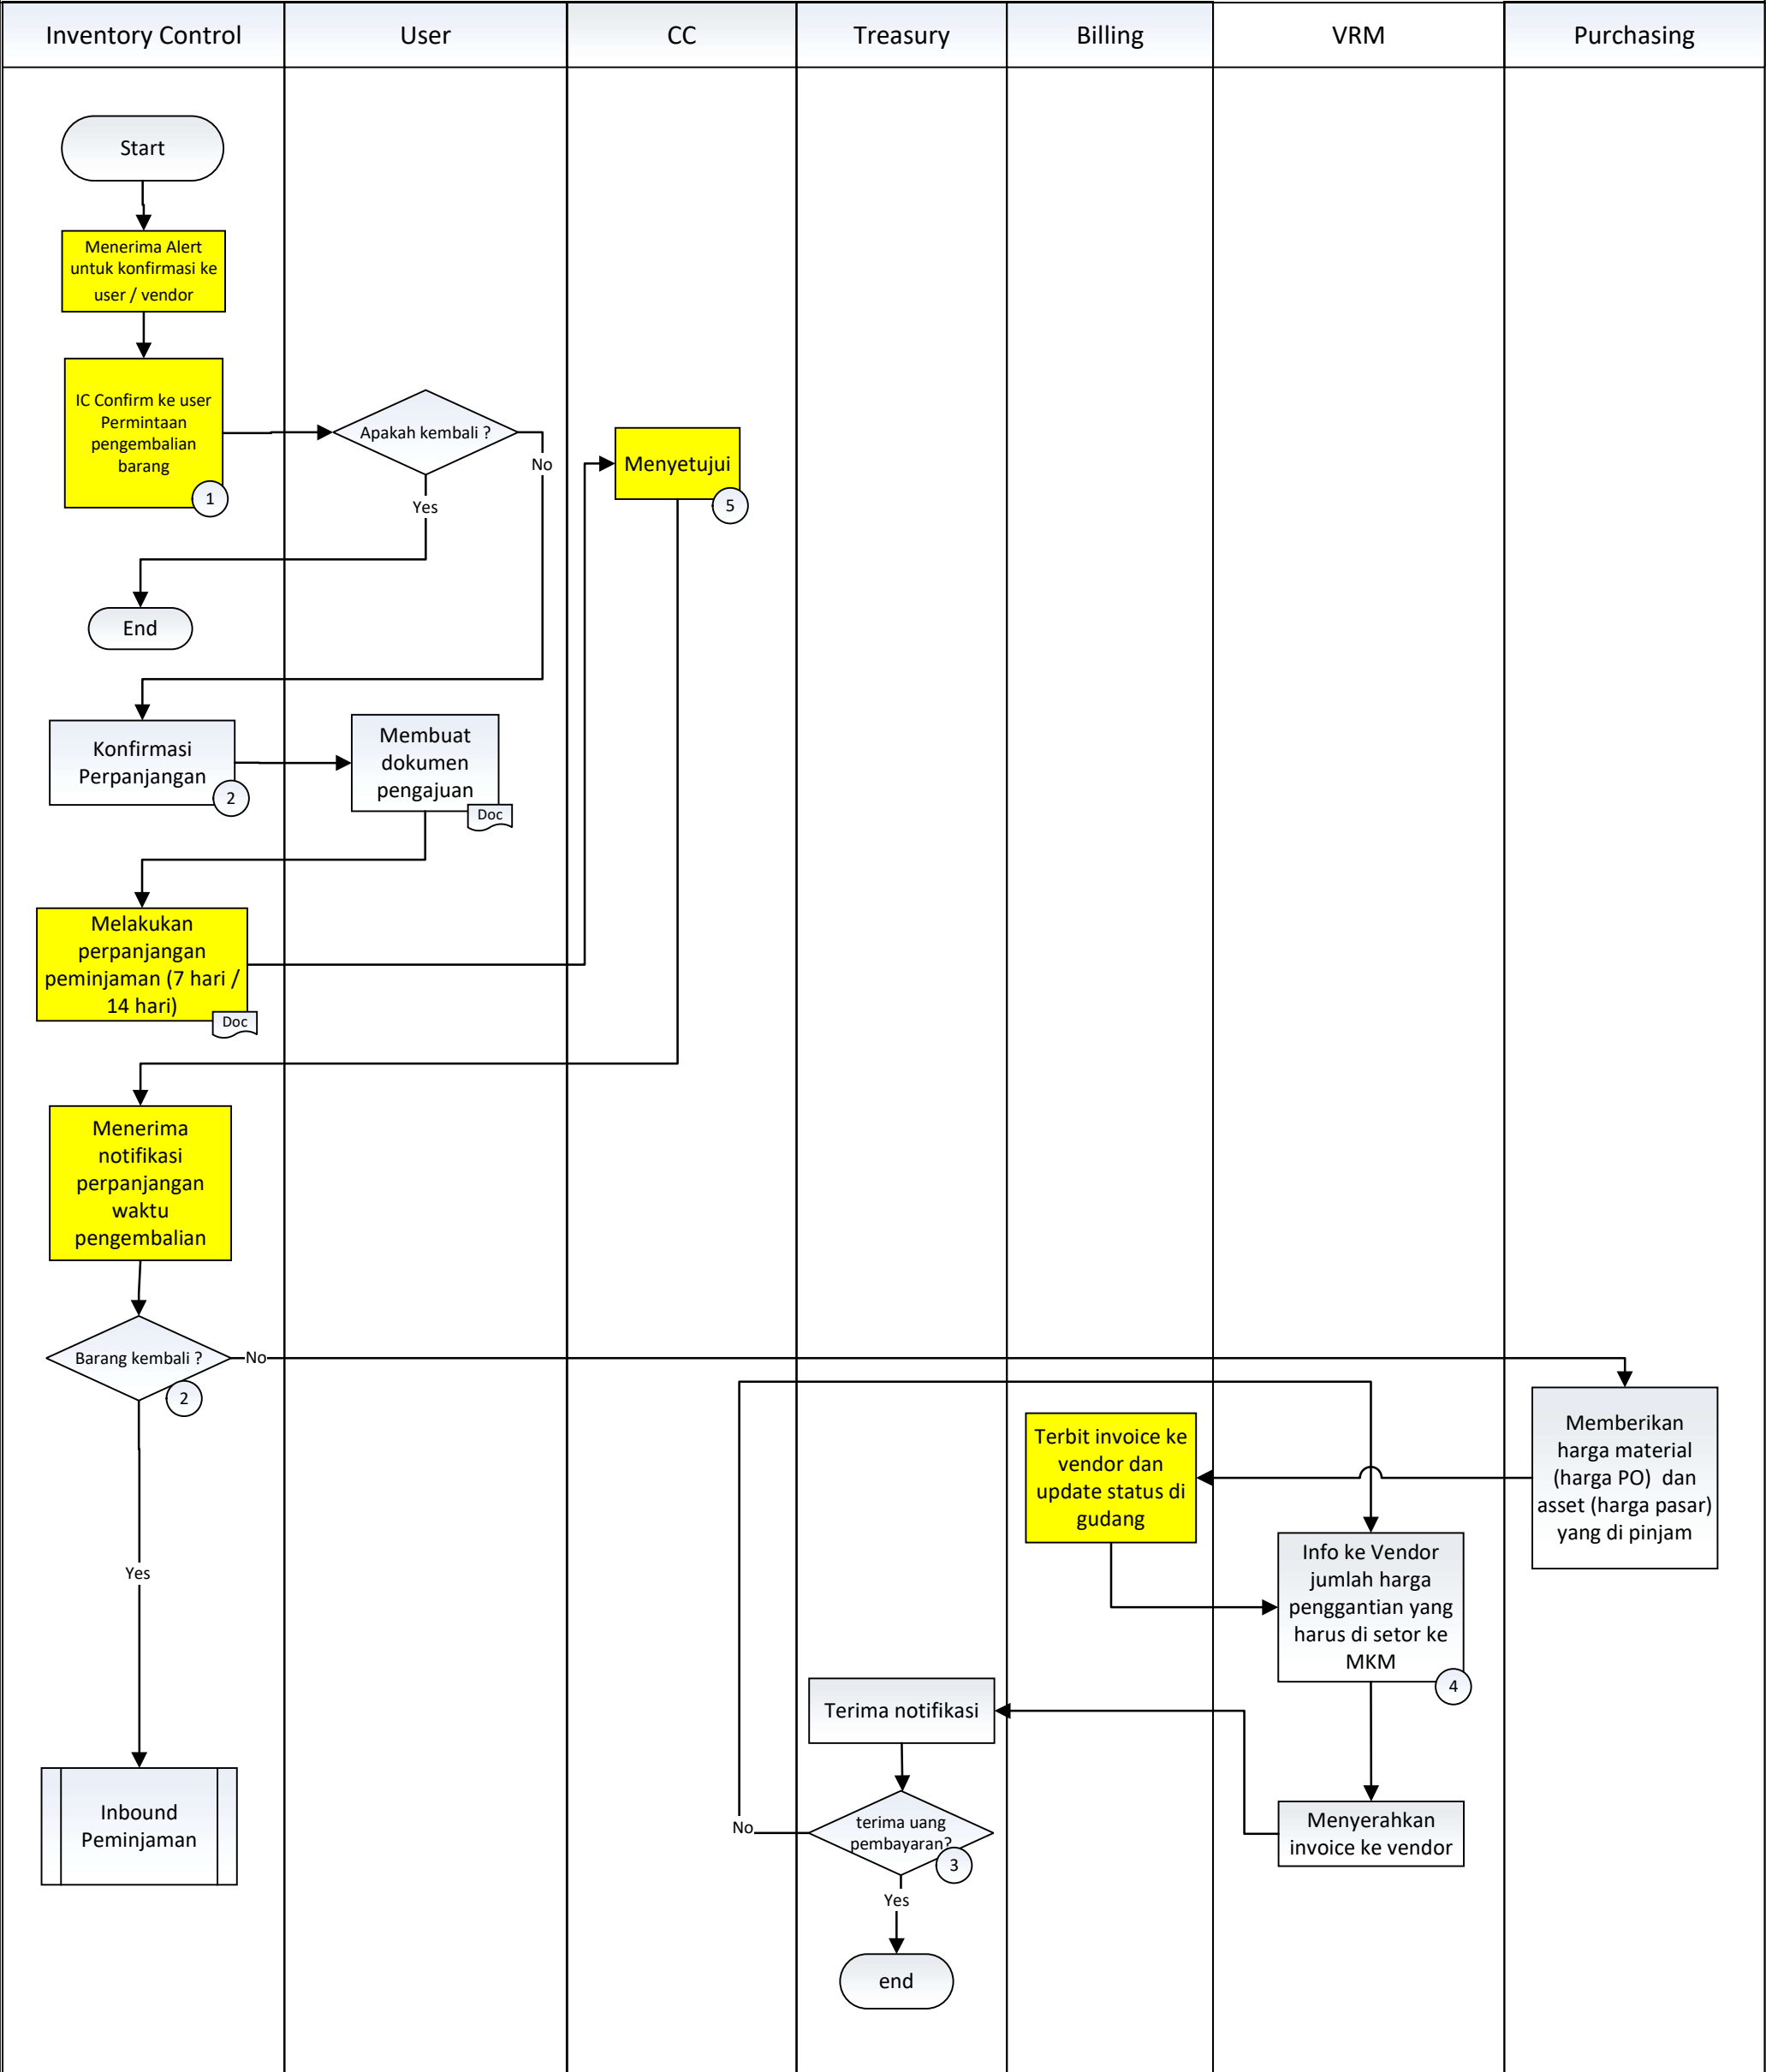 Inventory Control
User
CC
Treasury
Billing
VRM
Purchasing
Start
Menerima Alert
untuk konfirmasi ke
user / vendor
IC Confirm ke user
Permintaan
pengembalian
barang
1
Apakah kembali ?
No
Yes
Menyetujui
5
End
Konfirmasi
Perpanjangan
2
Membuat
dokumen
pengajuan
Doc
Melakukan
perpanjangan
peminjaman (7 hari /
14 hari)
Doc
Menerima
notifikasi
perpanjangan
waktu
pengembalian
Barang kembali ?
No
2
Yes
Memberikan
harga material
(harga PO) dan
asset (harga pasar)
yang di pinjam
Terbit invoice ke
vendor dan
update status di
gudang
Info ke Vendor
jumlah harga
penggantian yang
harus di setor ke
MKM
4
Terima notifikasi
Menyerahkan
invoice ke vendor
terima uang
pembayaran?
3
No
Yes
end
Inbound
Peminjaman